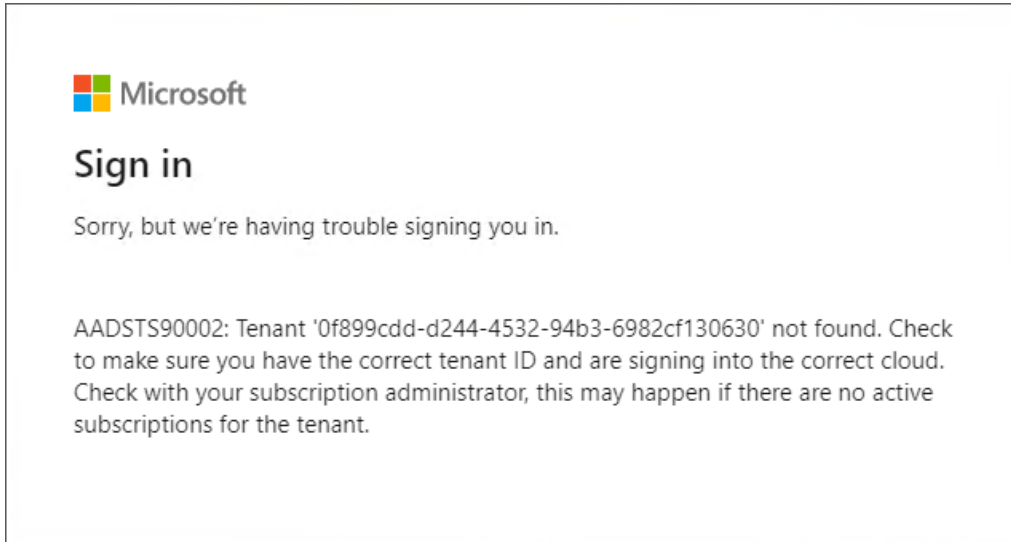 Microsoft
Sign in
Sorry, but we're having trouble signing you in.
AADSTS90002: Tenant '0f899cdd-d244-4532-94b3-6982cf130630' not found. Check
to make sure you have the correct tenant ID and are signing into the correct cloud.
Check with your subscription administrator, this may happen if there are no active
subscriptions for the tenant.